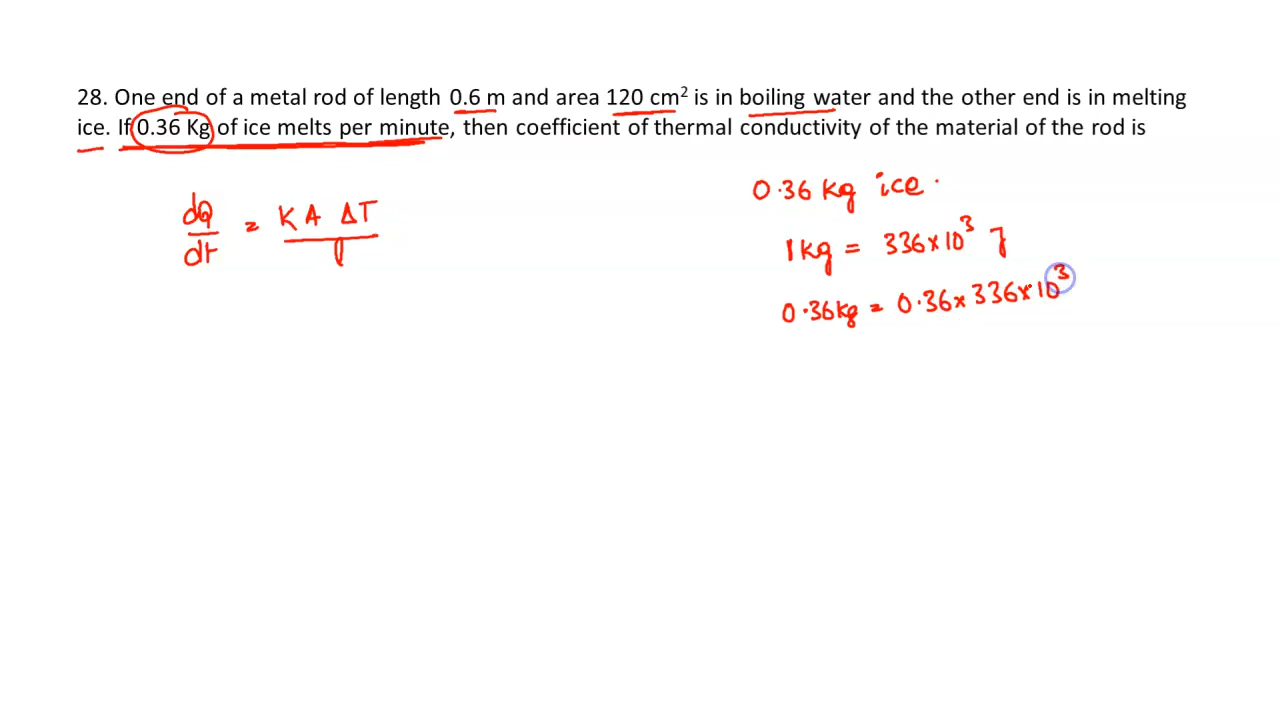 28. One end of a metal rod of length 0.6 m and area 120 cm² is in boiling water and the other end is in melting
ice. If 0.36 Kg of ice melts per minute, then coefficient of thermal conductivity of the material of the rod is
dQ/dt = K A ΔT/l
0.36 kg ice.
1kg = 336×10³ J
0.36kg = 0.36×336×10³